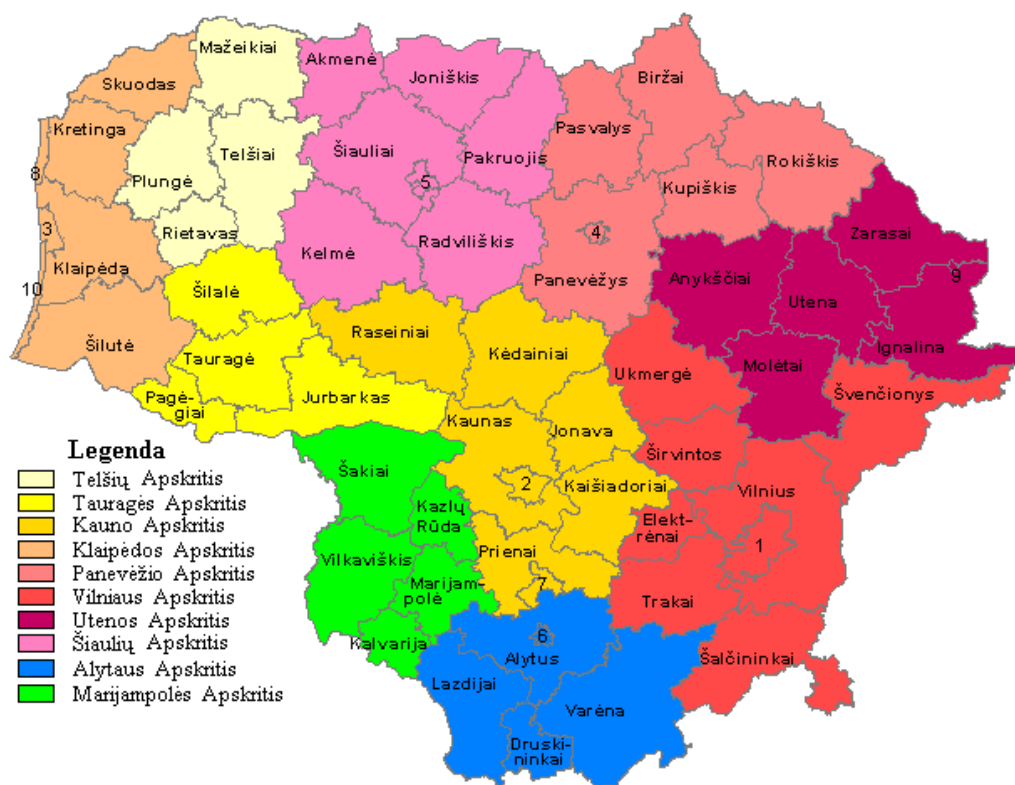 Mažeikiai
Akmenė
Joniškis
Skuodas
Biržai
Kretinga
Pasvalys
Šiauliai
Telšiai
Pakruojis
Rokiškis
8
Plungė
5
Kupiškis
3
Rietavas
4
Zarasai
Klaipėda
Kelmė
Radviliškis
Anykščiai
9
10
Šilalė
Panevėžys
Utena
Šilutė
Raseiniai
Kėdainiai
Ignalina
Tauragė
Ukmergė
Molėtai
Švenčionys
Pagė-
giai
Jurbarkas
Kaunas
Jonava
Širvintos
Šakiai
2
Kaišiadoriai
Vilnius
Kazlų
Rūda
Elekt-
rėnai
Vilkaviškis
Prienai
1
Marijam-
polė
7
Trakai
Kalvarija
6
Alytus
Šalčininkai
Lazdijai
Varėna
Druski-
ninkai
Legenda
Telšių Apskritis
Tauragės Apskritis
Kauno Apskritis
Klaipėdos Apskritis
Panevėžio Apskritis
Vilniaus Apskritis
Utenos Apskritis
Šiaulių Apskritis
Alytaus Apskritis
Marijampolės Apskritis